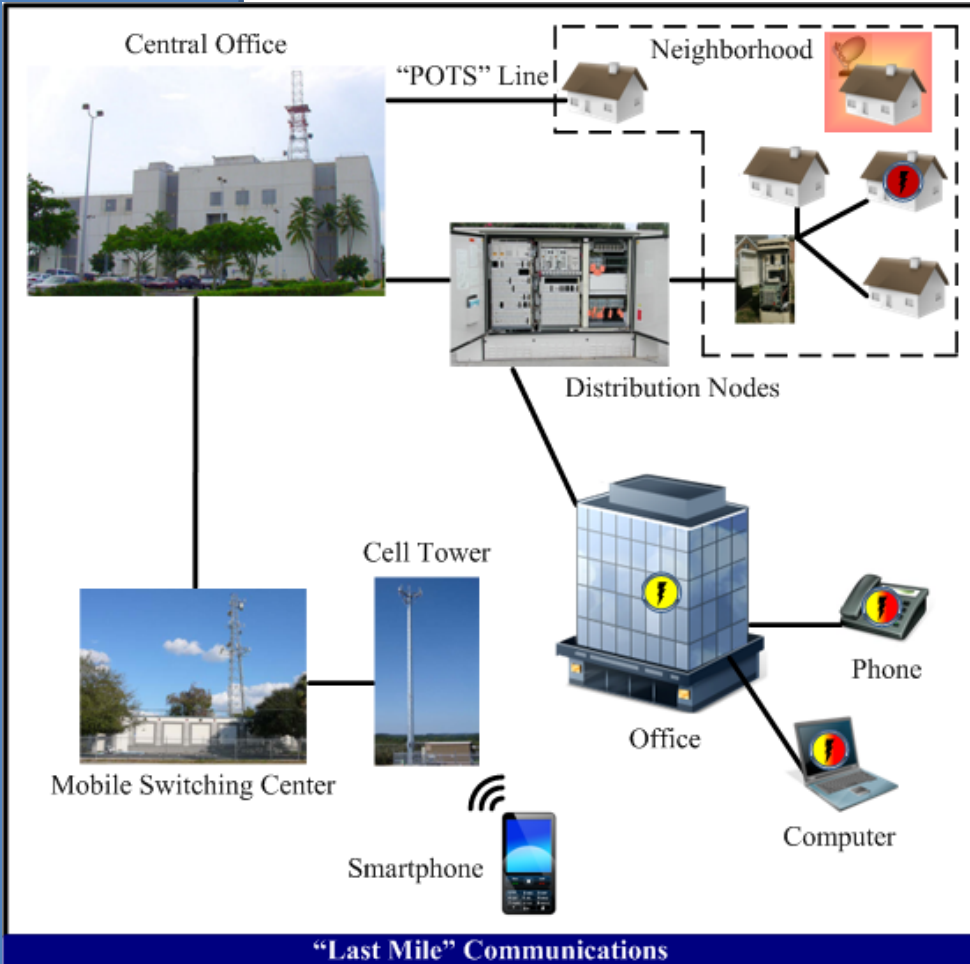 Central Office
Neighborhood
“POTS” Line
Distribution Nodes
Cell Tower
Phone
Office
Mobile Switching Center
Computer
Smartphone
“Last Mile” Communications